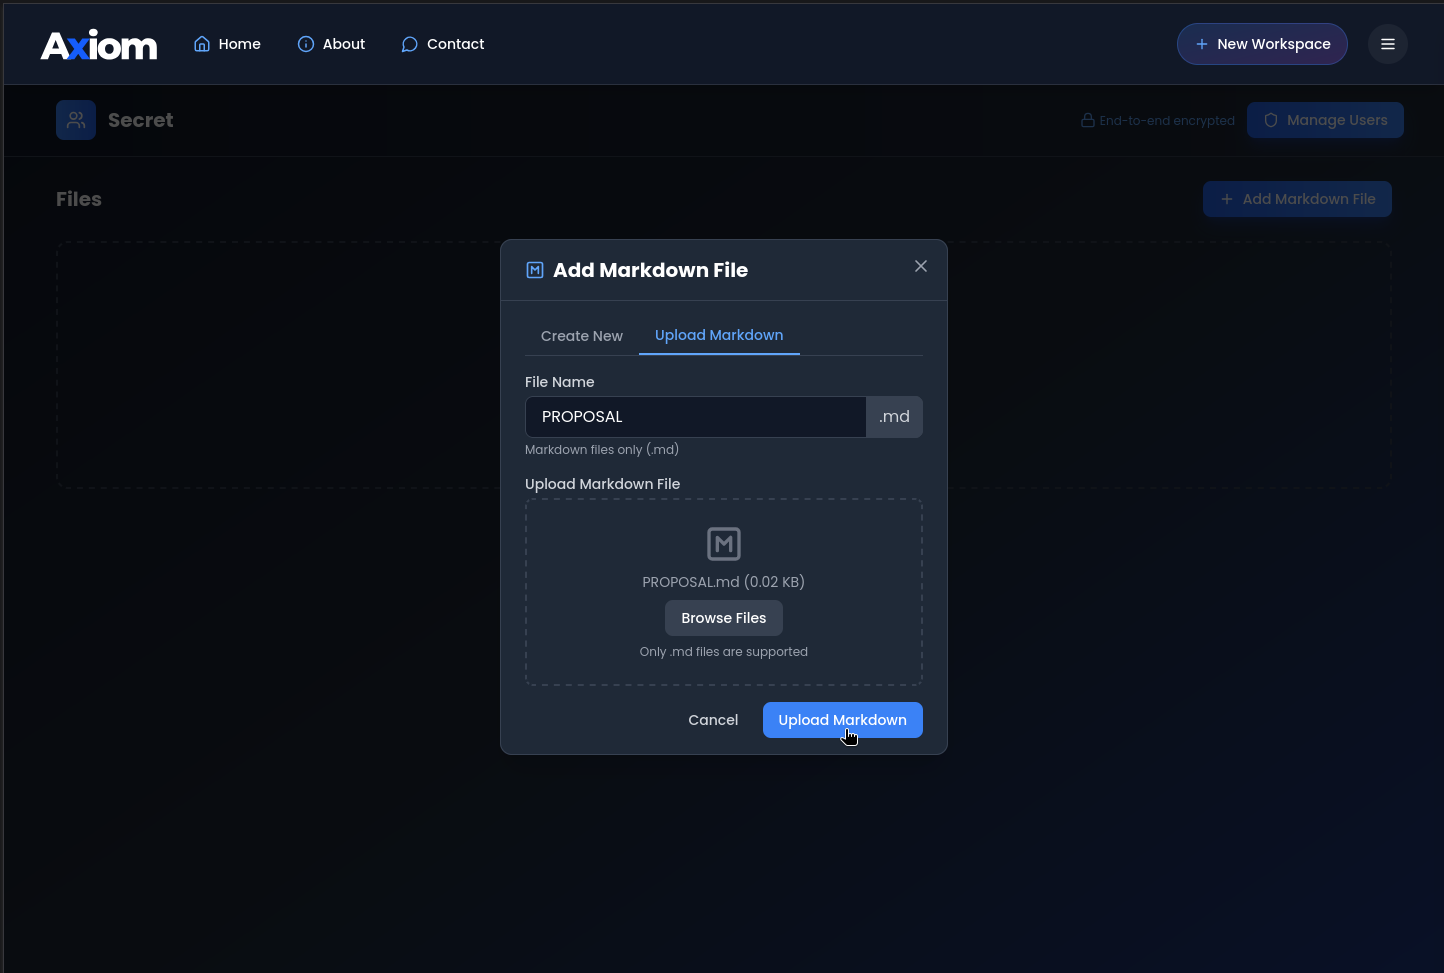 Axiom Home About Contact + New Workspace
Secret End-to-end encrypted Manage Users
Files + Add Markdown File
Add Markdown File
Create New Upload Markdown
File Name
PROPOSAL .md
Markdown files only (.md)
Upload Markdown File
PROPOSAL.md (0.02 KB)
Browse Files
Only .md files are supported
Cancel Upload Markdown